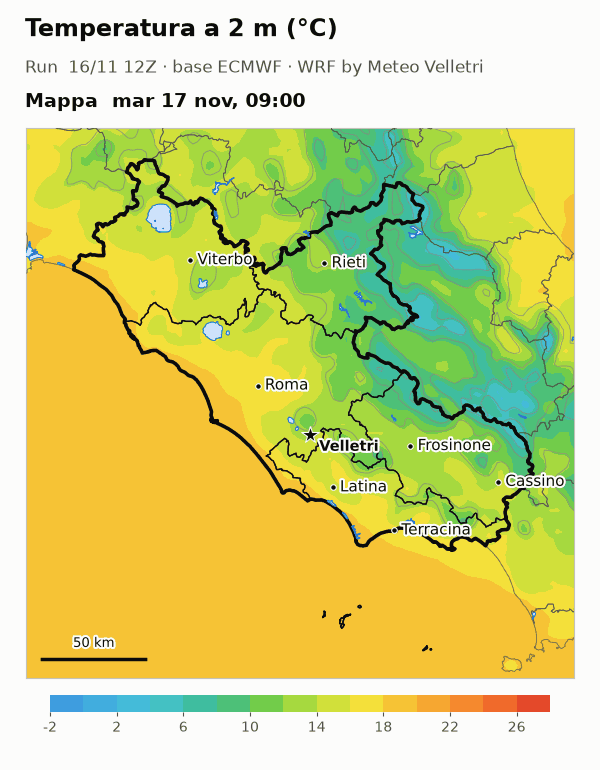 Temperatura a 2 m (°C)
Run  16/11 12Z · base ECMWF · WRF by Meteo Velletri
Mappa  mar 17 nov, 09:00
Viterbo
Rieti
Roma
Velletri
Frosinone
Cassino
Latina
Terracina
50 km
-2 2 6 10 14 18 22 26